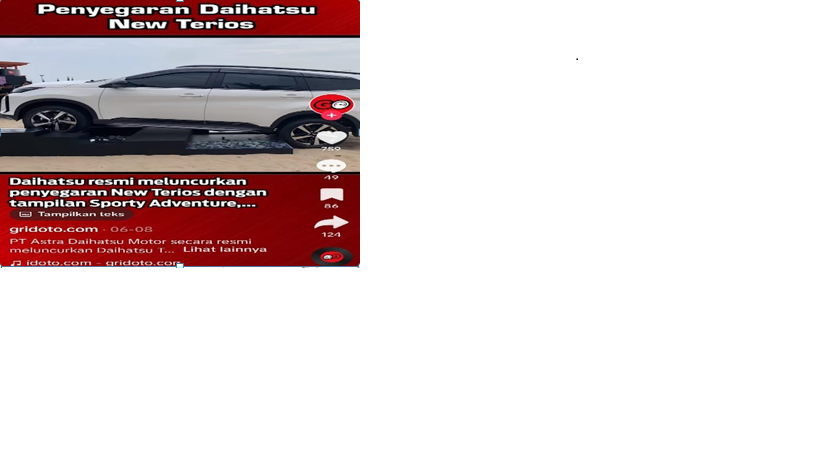 Penyegaran Daihatsu
New Terios
GO
+
759
49
86
124
Daihatsu resmi meluncurkan
penyegaran New Terios dengan
tampilan Sporty Adventure,...
Tampilkan teks
gridoto.com · 06-08
PT Astra Daihatsu Motor secara resmi
meluncurkan Daihatsu T... Lihat lainnya
idoto.com - gridoto.com